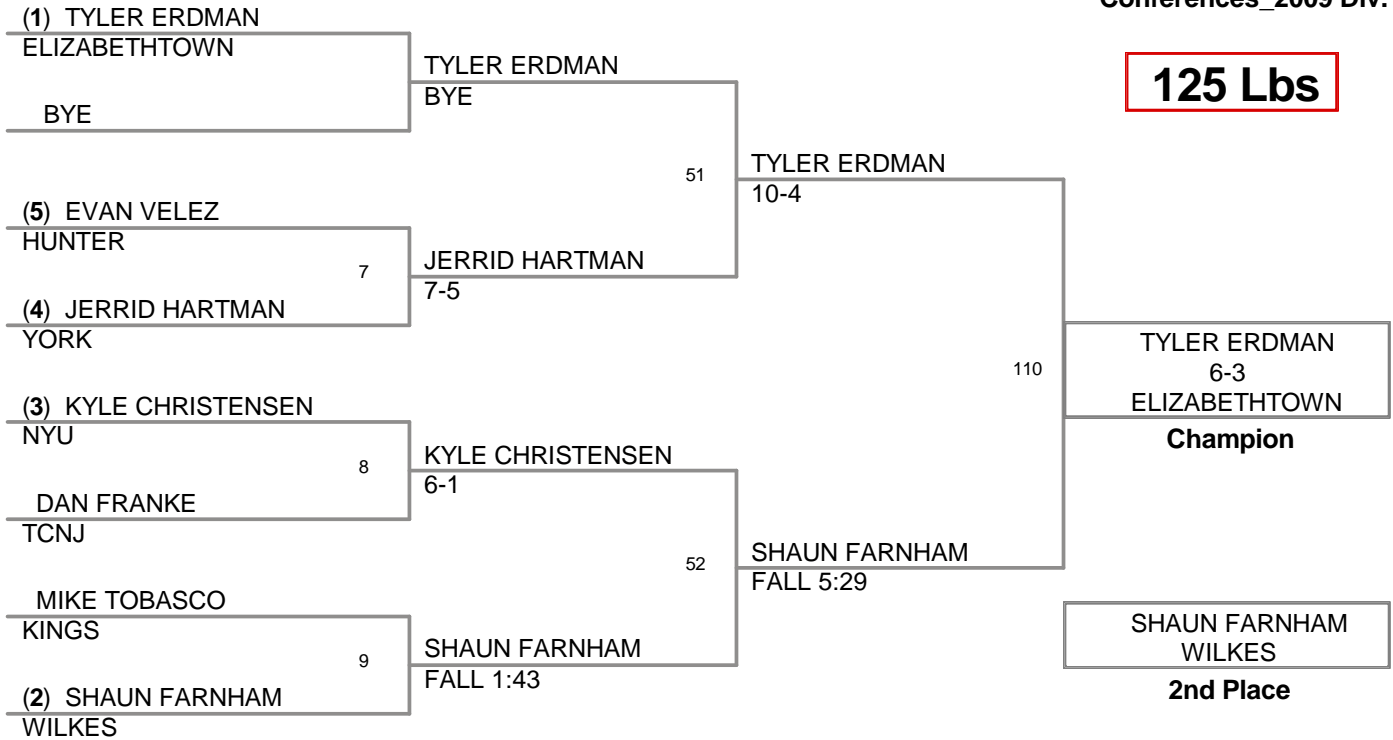 Conferences_2009 Div.
125 Lbs
(1) TYLER ERDMAN
ELIZABETHTOWN
BYE
(5) EVAN VELEZ
HUNTER
7
(4) JERRID HARTMAN
YORK
(3) KYLE CHRISTENSEN
NYU
8
DAN FRANKE
TCNJ
MIKE TOBASCO
KINGS
9
(2) SHAUN FARNHAM
WILKES
TYLER ERDMAN
BYE
51
JERRID HARTMAN
7-5
KYLE CHRISTENSEN
6-1
52
SHAUN FARNHAM
FALL 1:43
TYLER ERDMAN
10-4
110
SHAUN FARNHAM
FALL 5:29
TYLER ERDMAN
6-3
ELIZABETHTOWN
Champion
SHAUN FARNHAM
WILKES
2nd Place